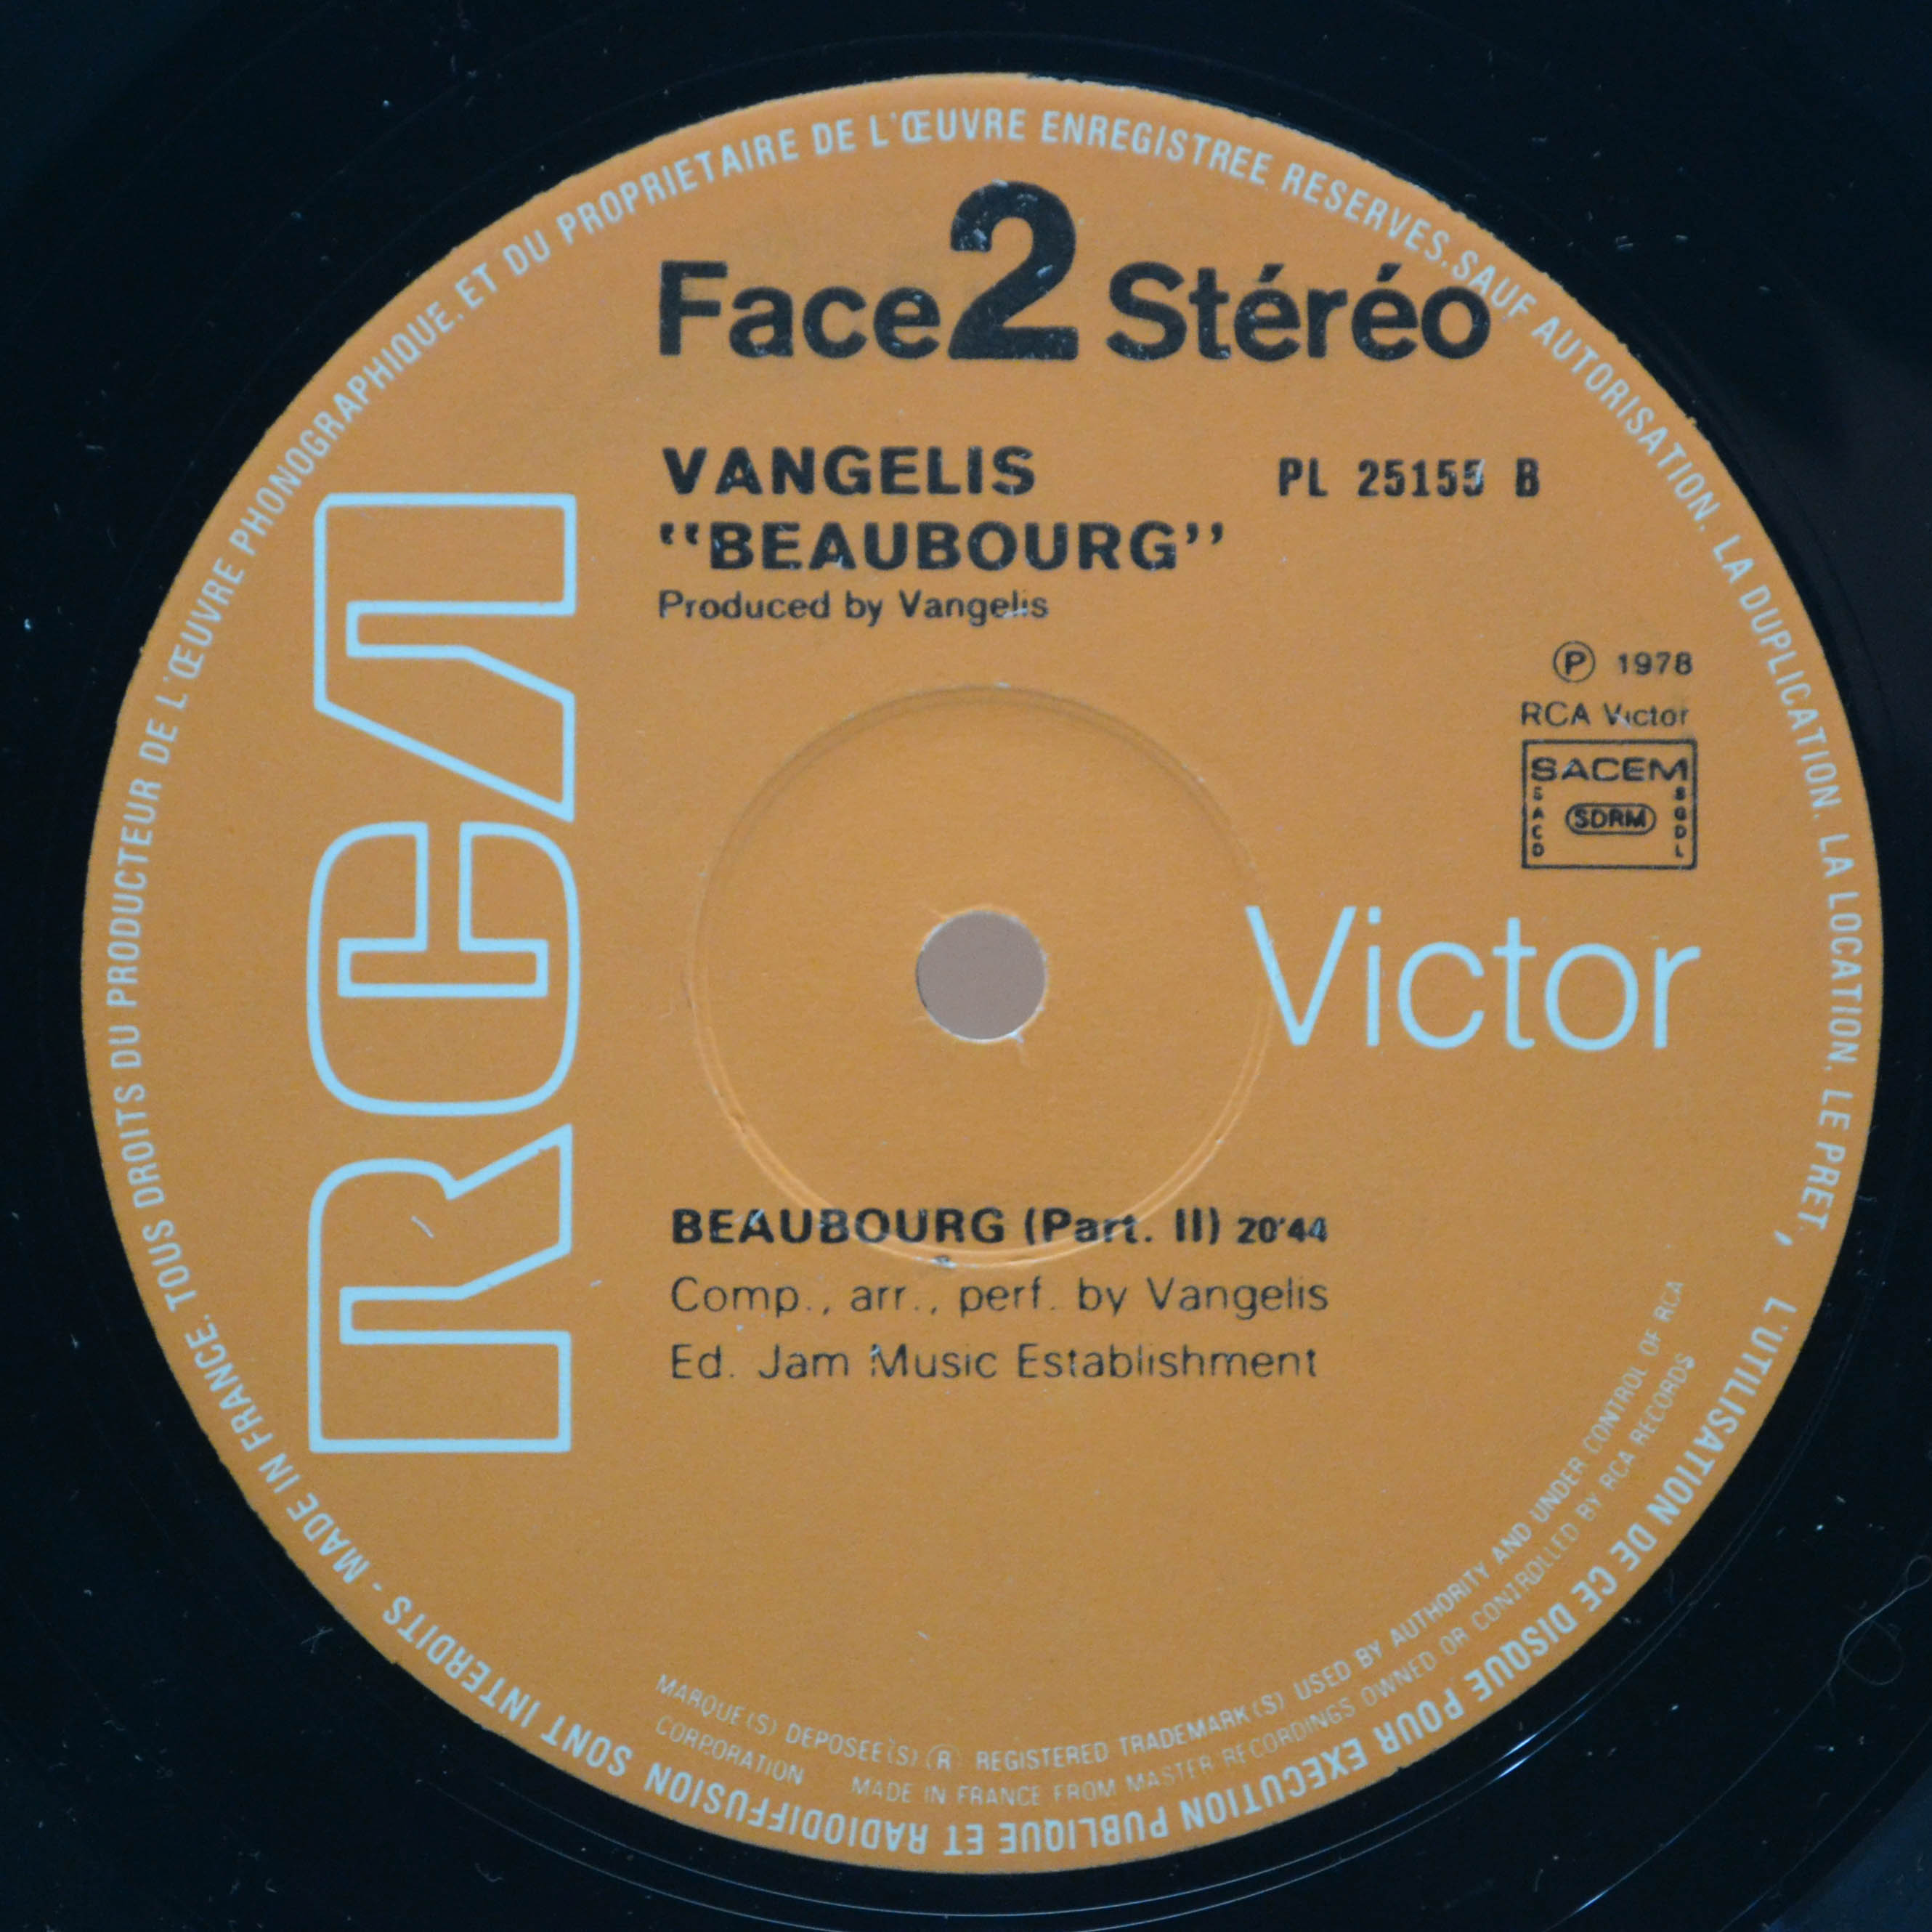 Face 2 Stéréo
VANGELIS
PL 25155 B
"BEAUBOURG"
Produced by Vangelis
Ⓟ 1978
RCA Victor
SACEM
SACD
SDRM
SGDL
RCA
Victor
BEAUBOURG (Part. II) 20'44
Comp., arr., perf. by Vangelis
Ed. Jam Music Establishment
MARQUE(S) DEPOSEE(S) ® REGISTERED TRADEMARK(S) USED BY AUTHORITY AND UNDER CONTROL OF RCA
CORPORATION MADE IN FRANCE FROM MASTER RECORDINGS OWNED OR CONTROLLED BY RCA RECORDS
TOUS DROITS DU PRODUCTEUR DE L'ŒUVRE PHONOGRAPHIQUE. ET DU PROPRIETAIRE DE L'ŒUVRE ENREGISTREE RESERVES. SAUF AUTORISATION, LA DUPLICATION, LA LOCATION, LE PRET, L'UTILISATION DE CE DISQUE POUR EXECUTION PUBLIQUE ET RADIODIFFUSION SONT INTERDITS - MADE IN FRANCE.